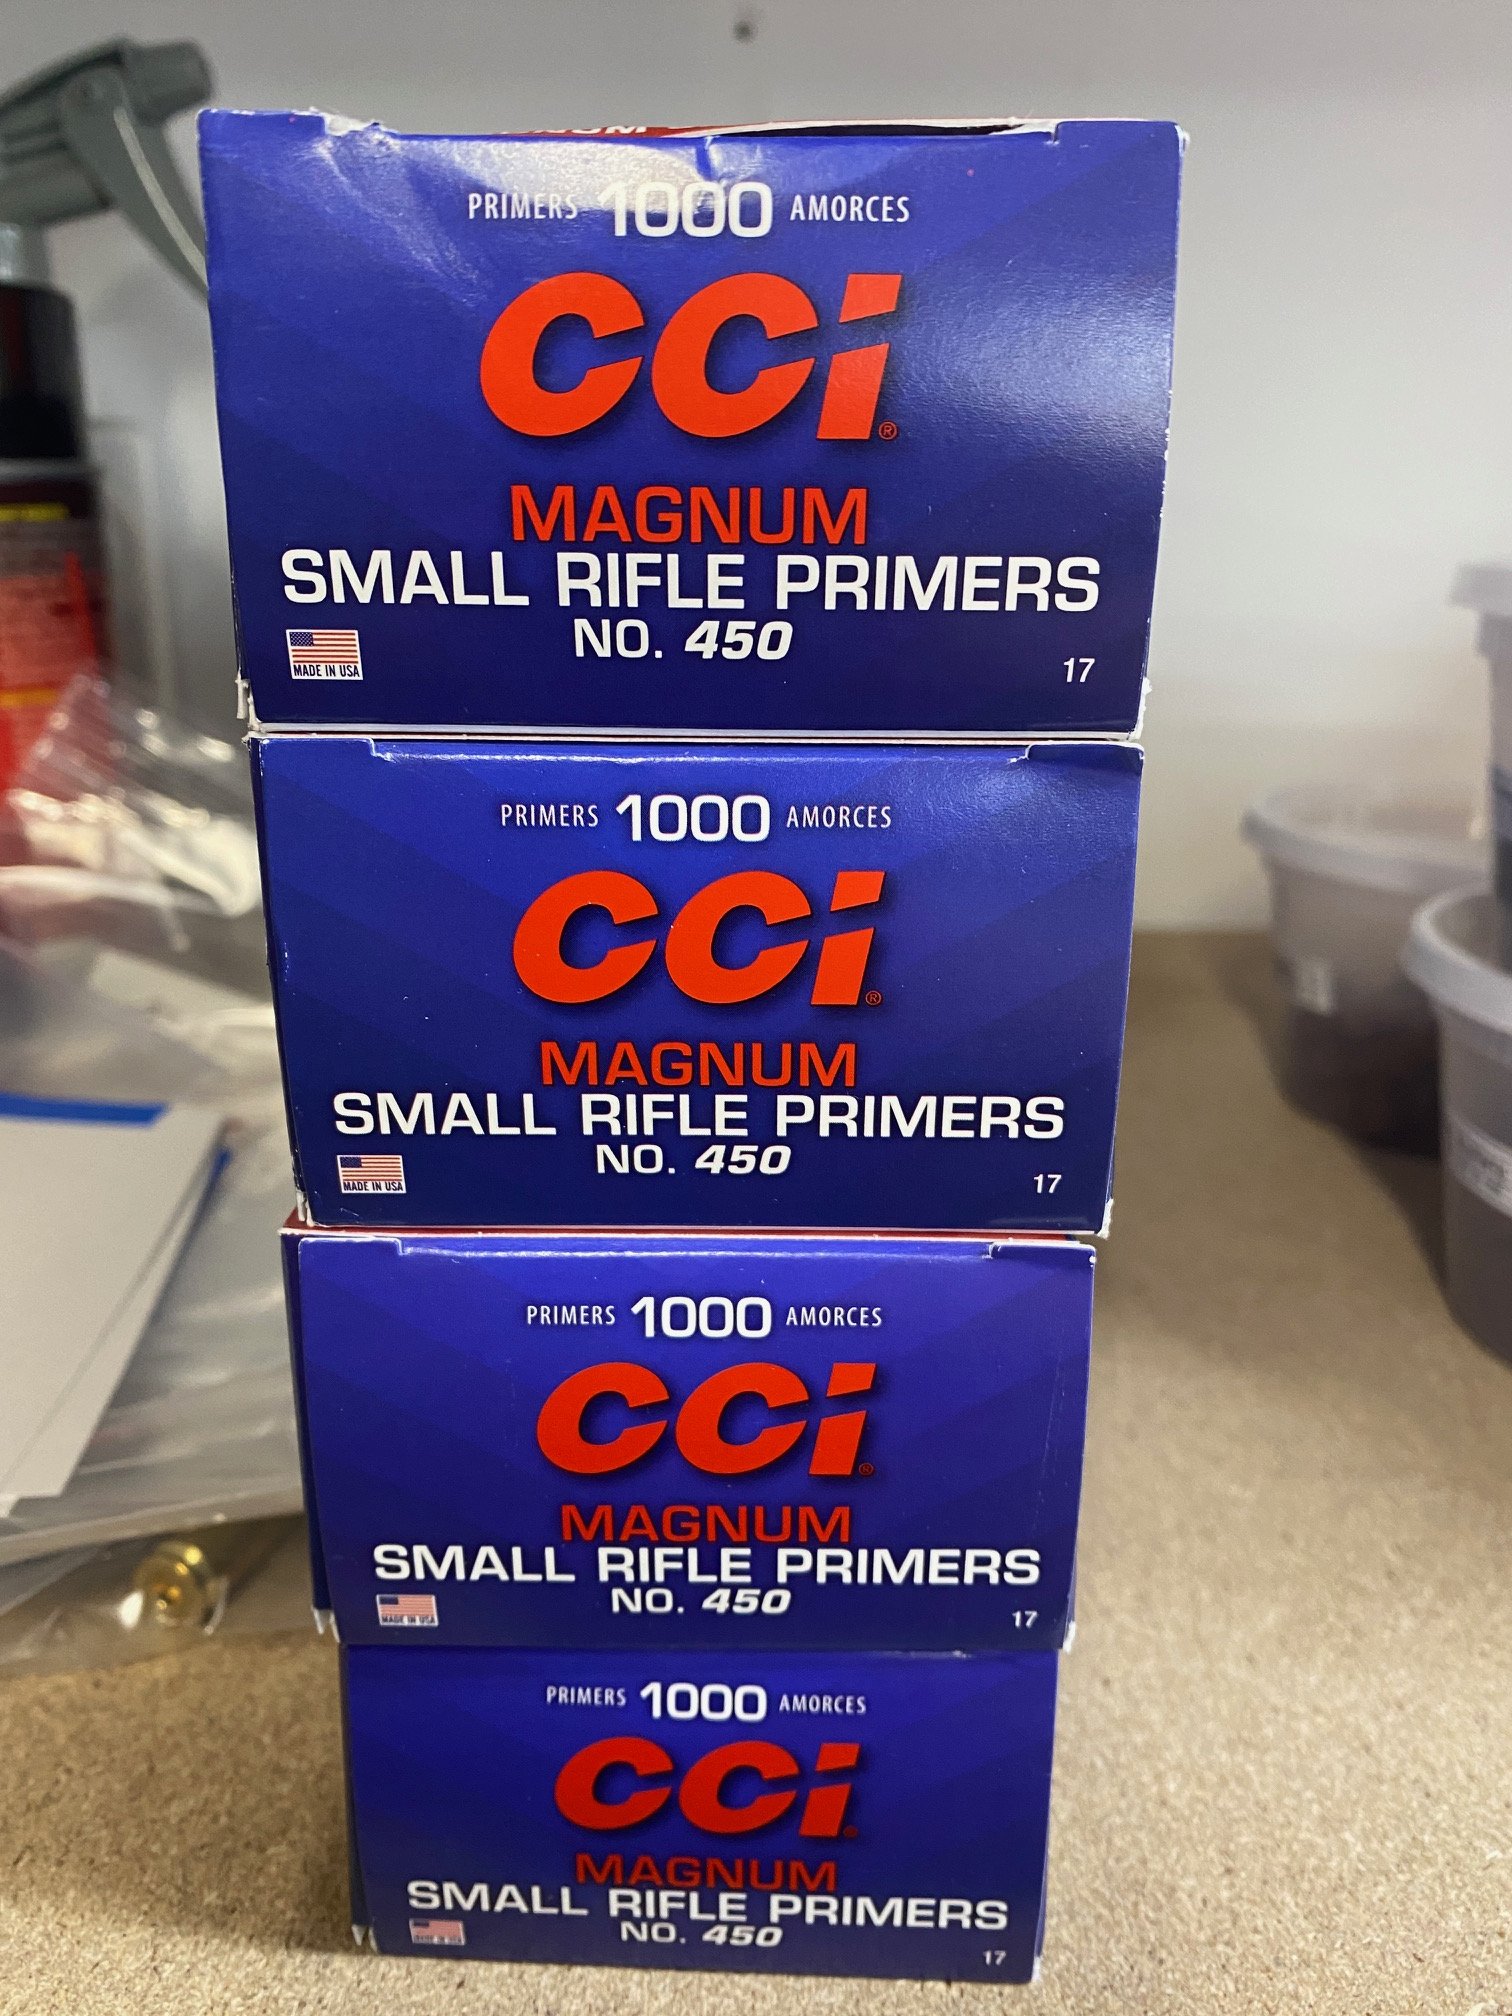 PRIMERS 1000 AMORCES
CCI®
MAGNUM
SMALL RIFLE PRIMERS
NO. 450
MADE IN USA
17
PRIMERS 1000 AMORCES
CCI®
MAGNUM
SMALL RIFLE PRIMERS
NO. 450
MADE IN USA
17
PRIMERS 1000 AMORCES
CCI®
MAGNUM
SMALL RIFLE PRIMERS
NO. 450
MADE IN USA
17
PRIMERS 1000 AMORCES
CCI
MAGNUM
SMALL RIFLE PRIMERS
NO. 450
17